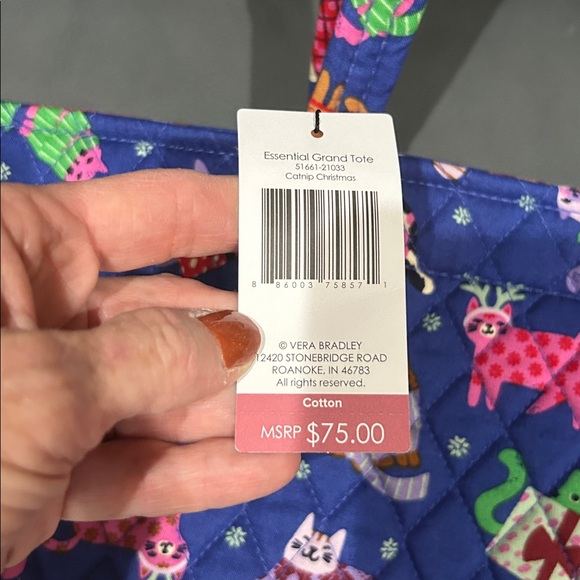 Essential Grand Tote
51661-21033
Catnip Christmas
8 86003 75857 1
© VERA BRADLEY
12420 STONEBRIDGE ROAD
ROANOKE, IN 46783
All rights reserved.
Cotton
MSRP $75.00